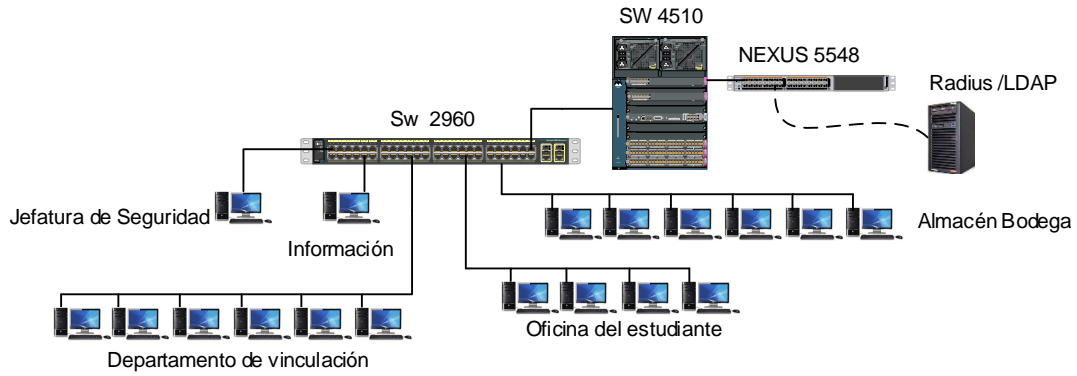 SW 4510
NEXUS 5548
Radius /LDAP
Sw 2960
Jefatura de Seguridad
Información
Almacén Bodega
Oficina del estudiante
Departamento de vinculación